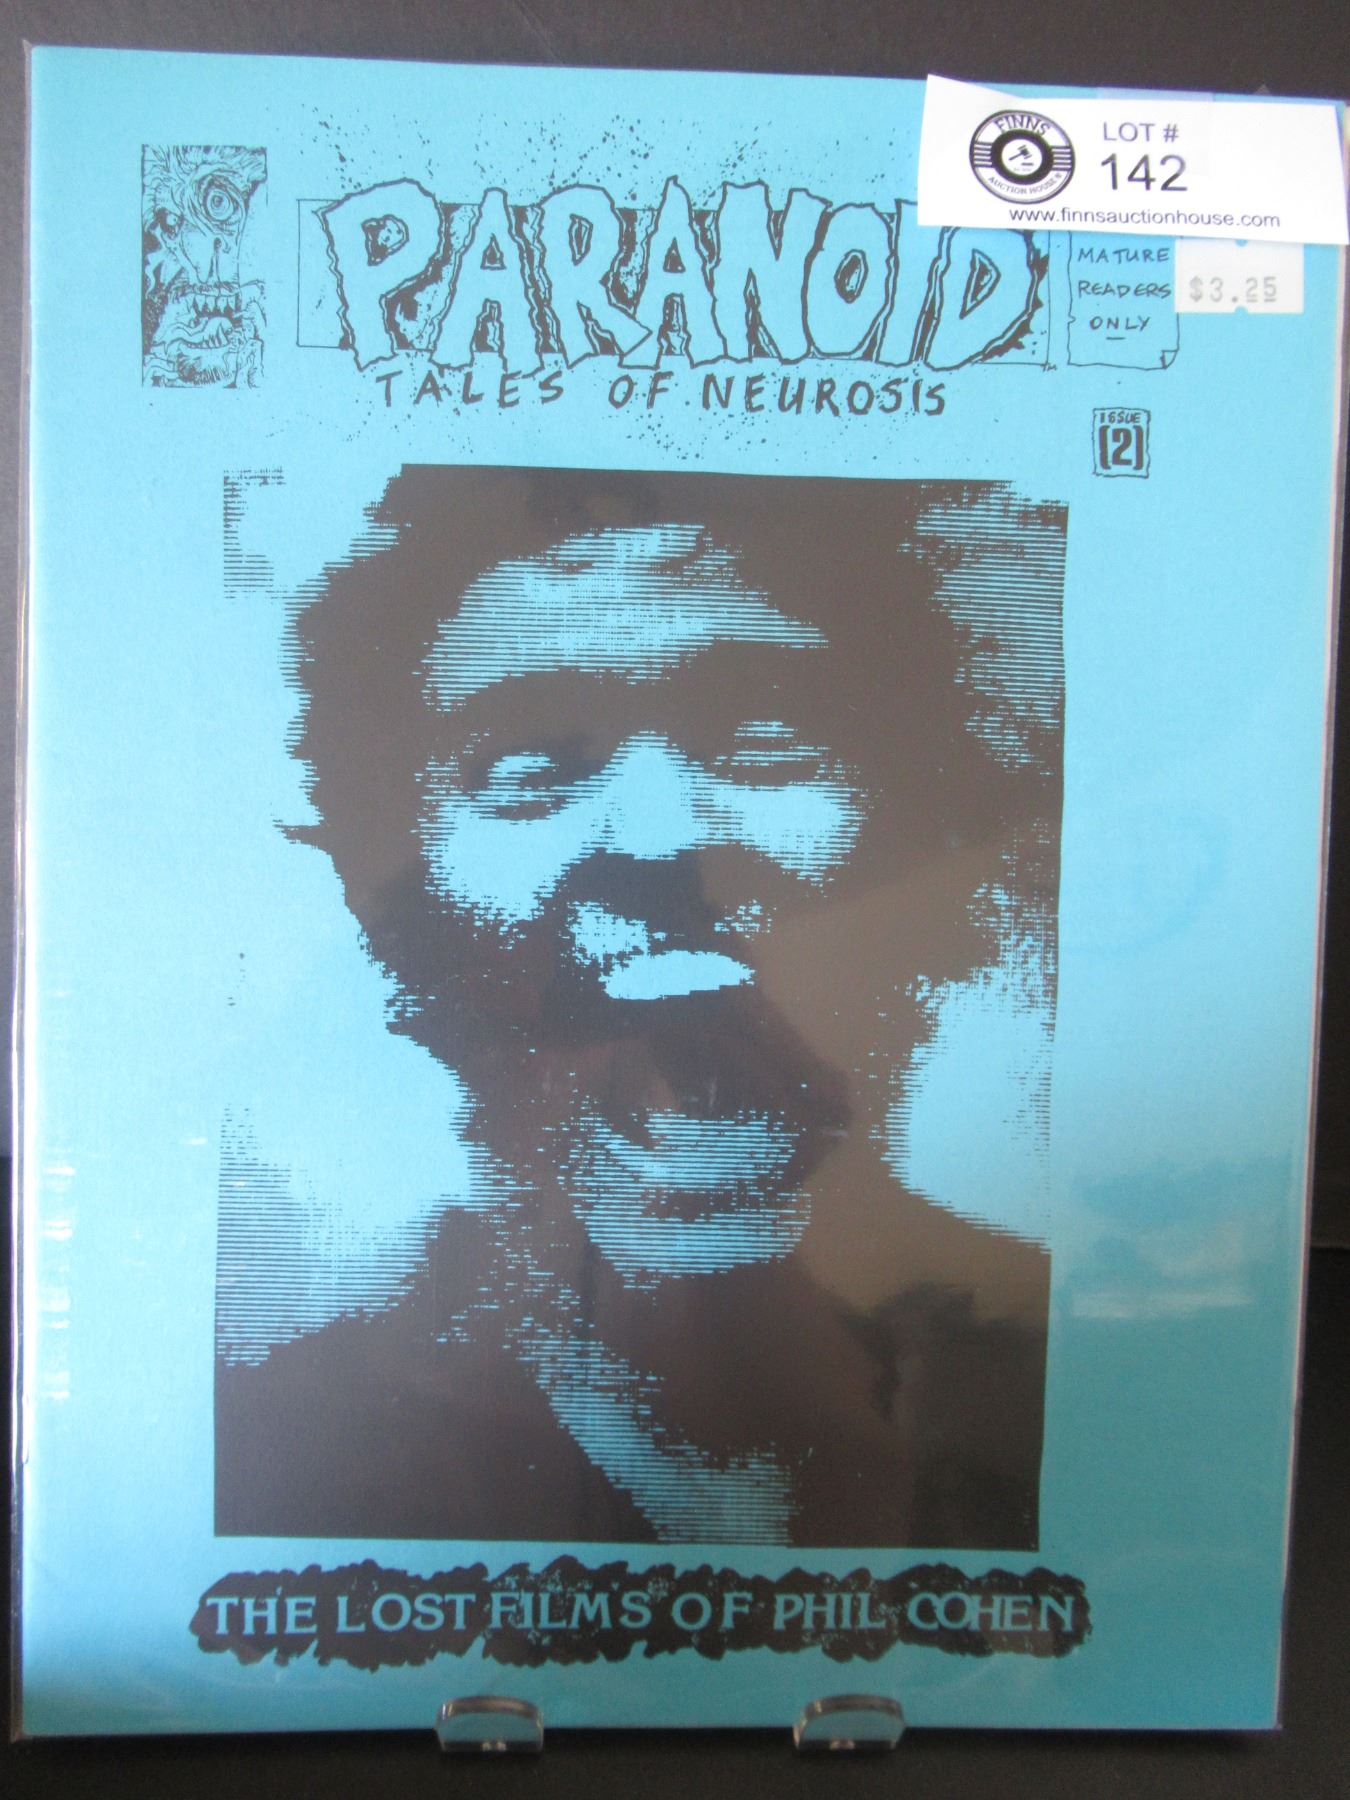 FINNS
AUCTION HOUSE
LOT #
142
www.finnsauctionhouse.com
PARANOID
TALES OF NEUROSIS
MATURE
READERS
ONLY
$3.25
ISSUE
[2]
THE LOST FILMS OF PHIL COHEN